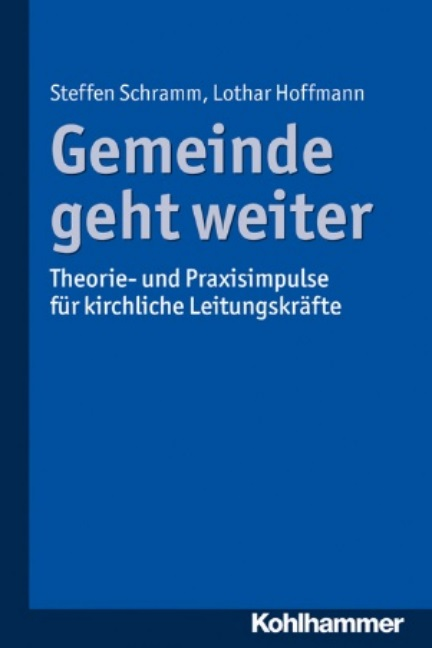 Steffen Schramm, Lothar Hoffmann
Gemeinde
geht weiter
Theorie- und Praxisimpulse
für kirchliche Leitungskräfte
Kohlhammer